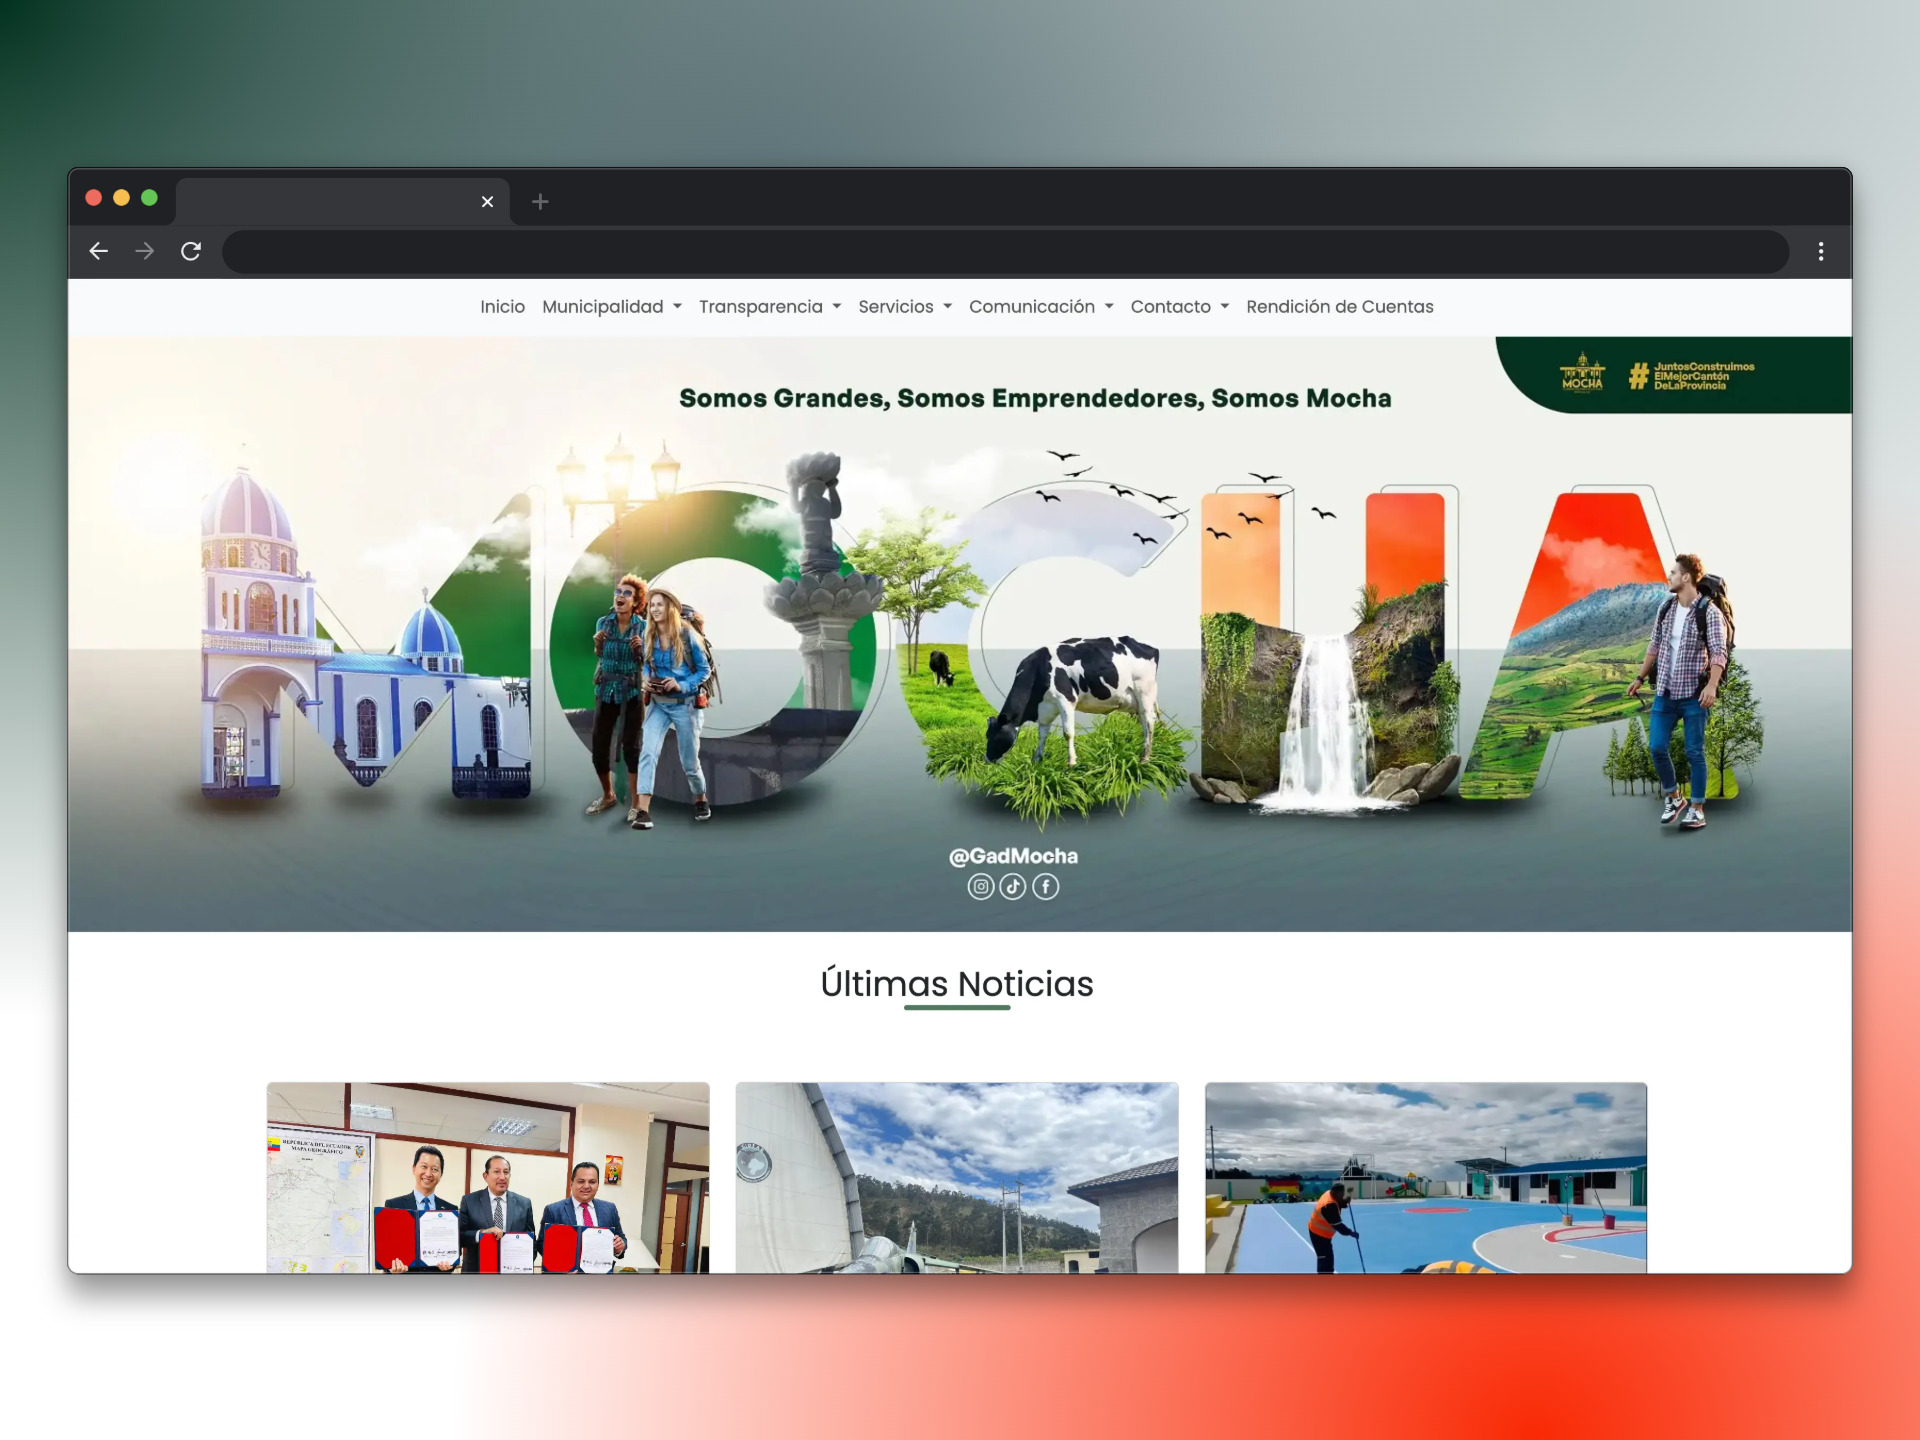 Inicio Municipalidad Transparencia Servicios Comunicación Contacto Rendición de Cuentas
MOCHA
#JuntosConstruimos
ElMejorCantón
DeLaProvincia
Somos Grandes, Somos Emprendedores, Somos Mocha
MOCHA
@GadMocha
Últimas Noticias
REPÚBLICA DEL ECUADOR
MAPA GEOGRÁFICO